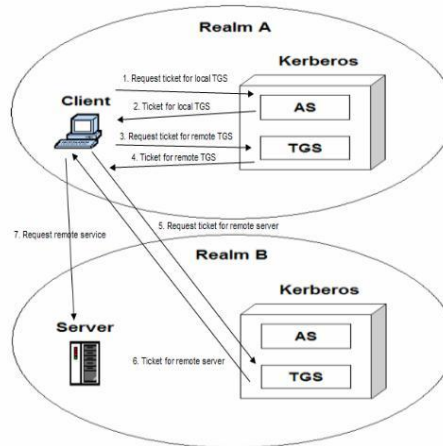 Realm A
Kerberos
Client
1. Request ticket for local TGS
AS
2. Ticket for local TGS
3. Request ticket for remote TGS
TGS
4. Ticket for remote TGS
5. Request ticket for remote server
7. Request remote service
Realm B
Kerberos
Server
AS
6. Ticket for remote server
TGS